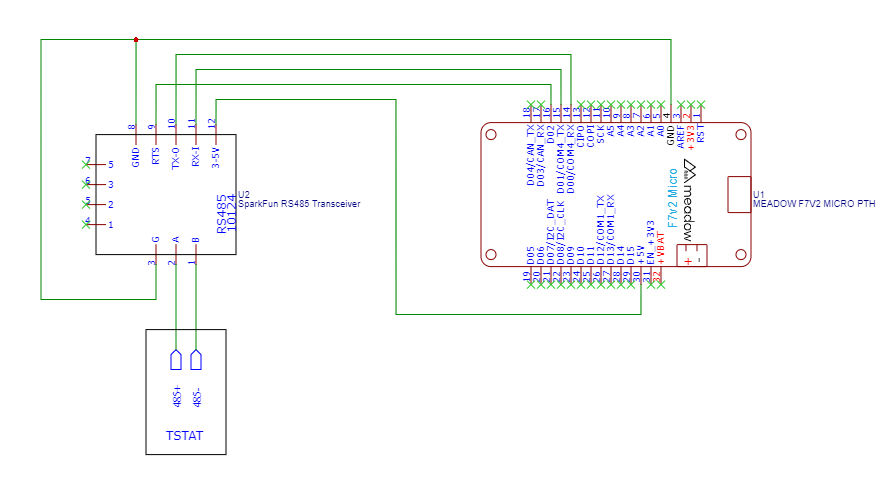 8
9
10
11
12
GND
RTS
TX-O
RX-I
3-5V
7
5
6
3
5
2
4
1
RS485
10124
U2
SparkFun RS485 Transceiver
G
A
B
3
2
1
485+
485-
TSTAT
18
17
16
15
14
13
12
11
10
9
8
7
6
5
4
3
2
1
D04/CAN_TX
D03/CAN_RX
D02
D01/COM4_TX
D00/COM4_RX
CIPO
COPI
SCK
A5
A4
A3
A2
A1
A0
GND
AREF
+3V3
RST
F7v2 Micro
meadow
U1
MEADOW F7V2 MICRO PTH
D05
D06
D07/I2C_DAT
D08/I2C_CLK
D09
D10
D11
D12/COM1_TX
D13/COM1_RX
D14
D15
+5V
EN_+3V3
+VBAT
+
-
19
20
21
22
23
24
25
26
27
28
29
30
31
32